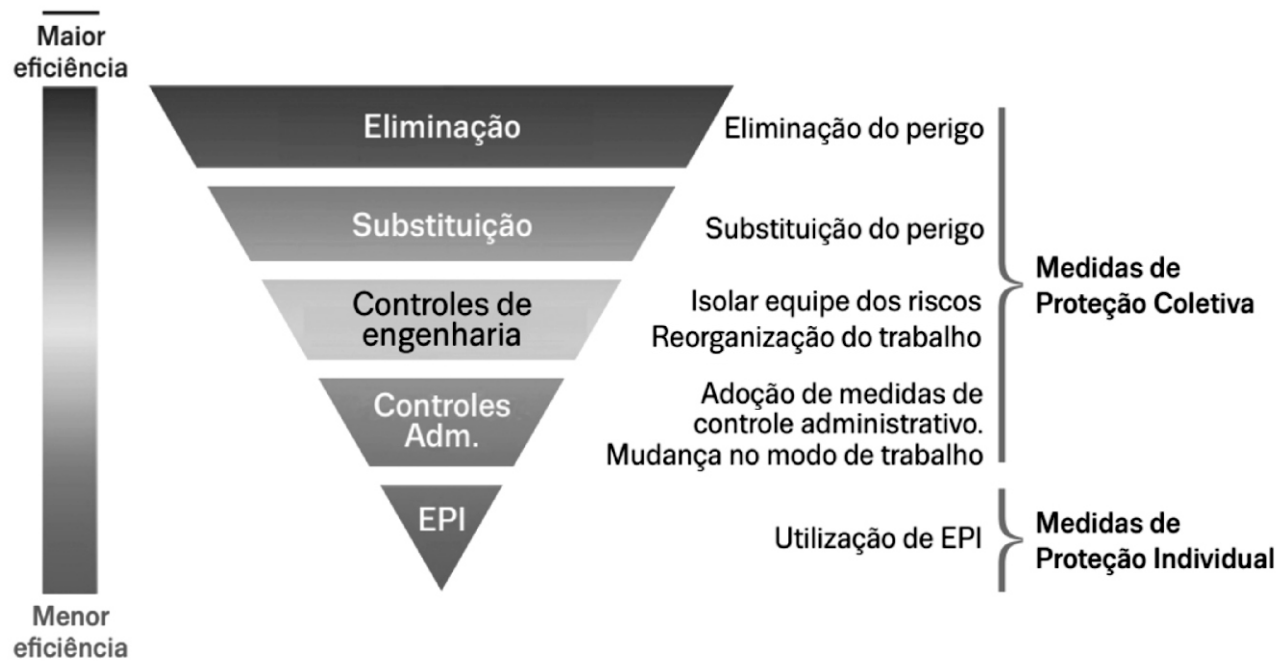 Maior
eficiência
Eliminação
Eliminação do perigo
Substituição
Substituição do perigo
Controles de
engenharia
Isolar equipe dos riscos
Reorganização do trabalho
Controles
Adm.
Adoção de medidas de
controle administrativo.
Mudança no modo de trabalho
Medidas de
Proteção Coletiva
EPI
Utilização de EPI
Medidas de
Proteção Individual
Menor
eficiência